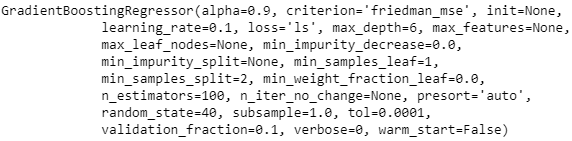 GradientBoostingRegressor(alpha=0.9, criterion='friedman_mse', init=None,
learning_rate=0.1, loss='ls', max_depth=6, max_features=None,
max_leaf_nodes=None, min_impurity_decrease=0.0,
min_impurity_split=None, min_samples_leaf=1,
min_samples_split=2, min_weight_fraction_leaf=0.0,
n_estimators=100, n_iter_no_change=None, presort='auto',
random_state=40, subsample=1.0, tol=0.0001,
validation_fraction=0.1, verbose=0, warm_start=False)